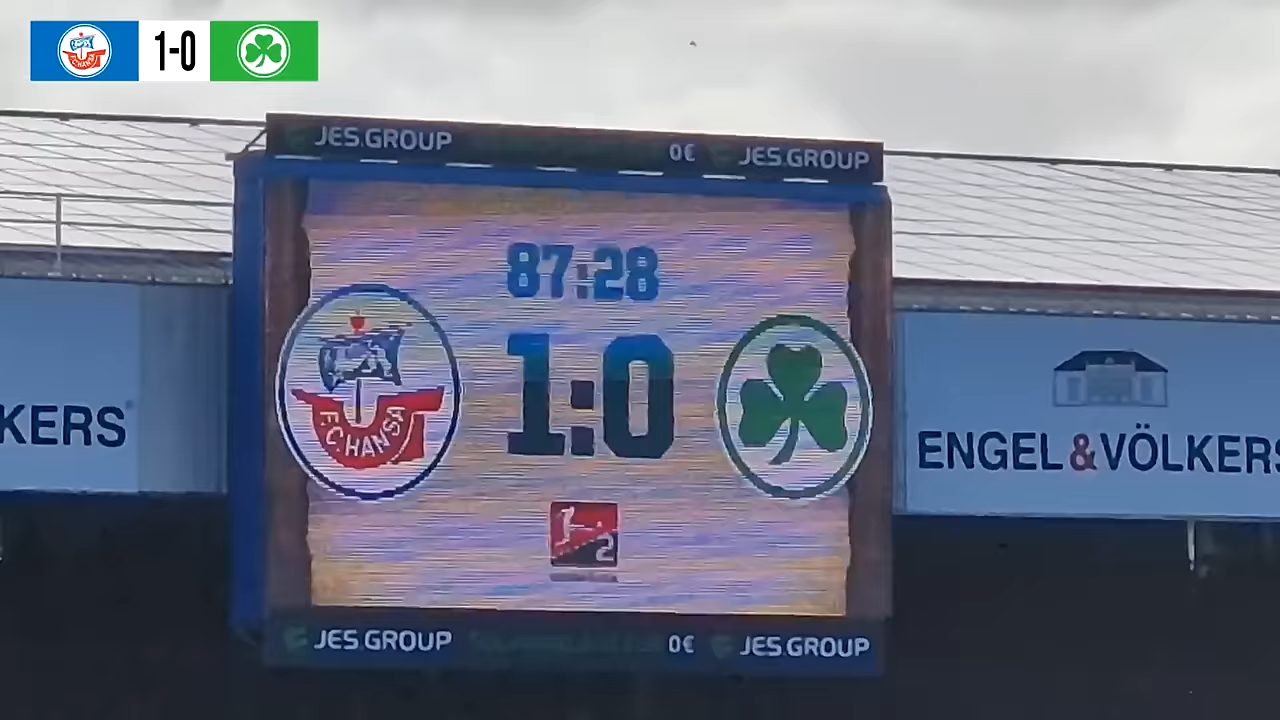 1-0
JES.GROUP 0€ JES.GROUP
87:28
1:0
F.C.HANSA
2
KERS
ENGEL&VÖLKERS
JES.GROUP 0€ JES.GROUP